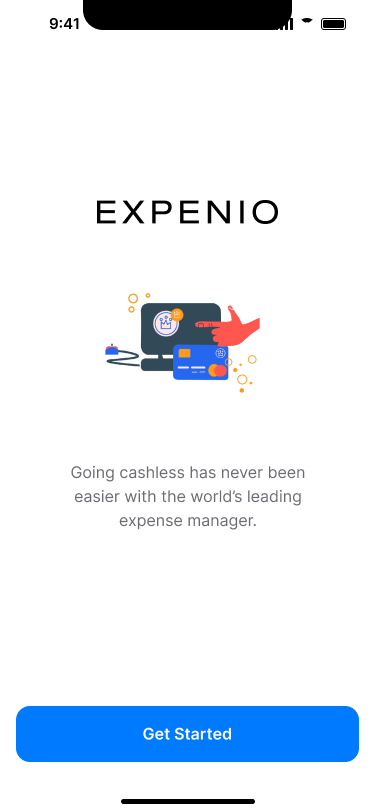 9:41
EXPENIO
Going cashless has never been
easier with the world’s leading
expense manager.
Get Started